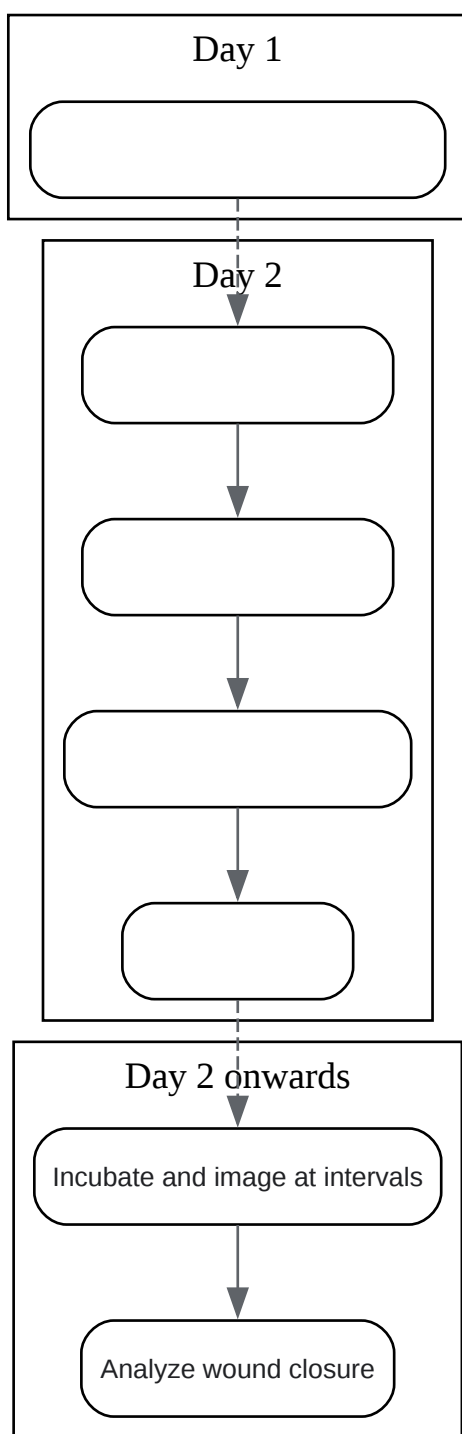 Day 1
Day 2
Day 2 onwards
Incubate and image at intervals
Analyze wound closure